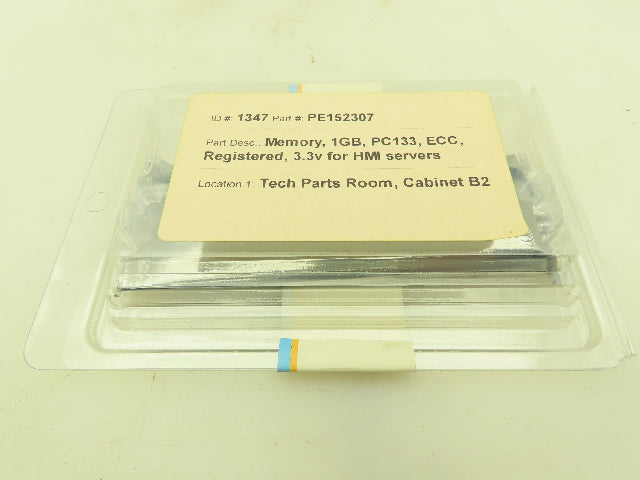 ID #: 1347 Part #: PE152307
Part Desc.: Memory, 1GB, PC133, ECC,
Registered, 3.3v for HMI servers
Location 1: Tech Parts Room, Cabinet B2